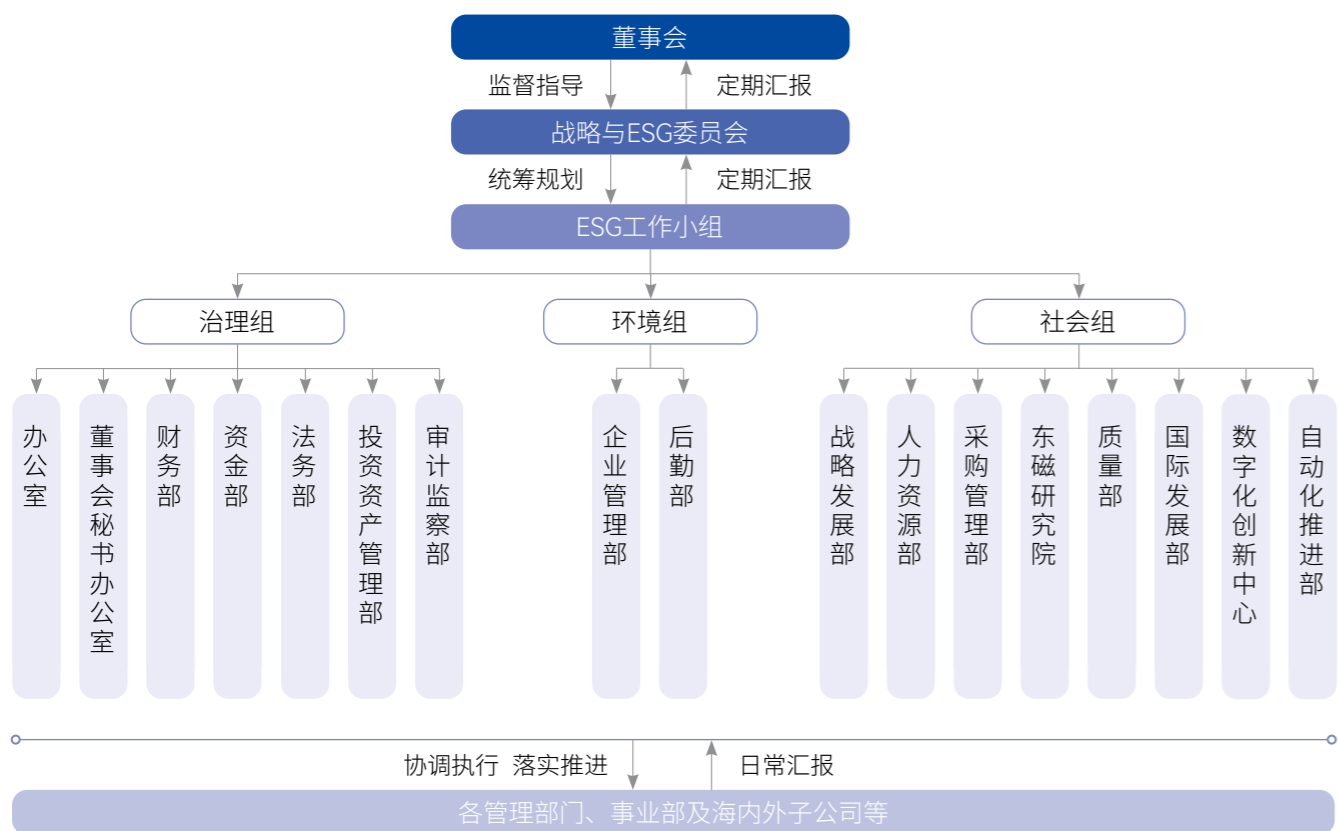 董事会
监督指导
定期汇报
战略与ESG委员会
统筹规划
定期汇报
ESG工作小组
治理组
环境组
社会组
办公室
董事会秘书办公室
财务部
资金部
法务部
投资资产管理部
审计监察部
企业管理部
后勤部
战略发展部
人力资源部
采购管理部
东磁研究院
质量部
国际发展部
数字化创新中心
自动化推进部
协调执行 落实推进
日常汇报
各管理部门、事业部及海内外子公司等